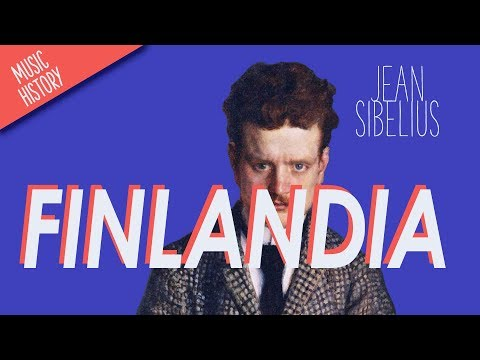 MUSIC
HISTORY
JEAN
SIBELIUS
FINLANDIA